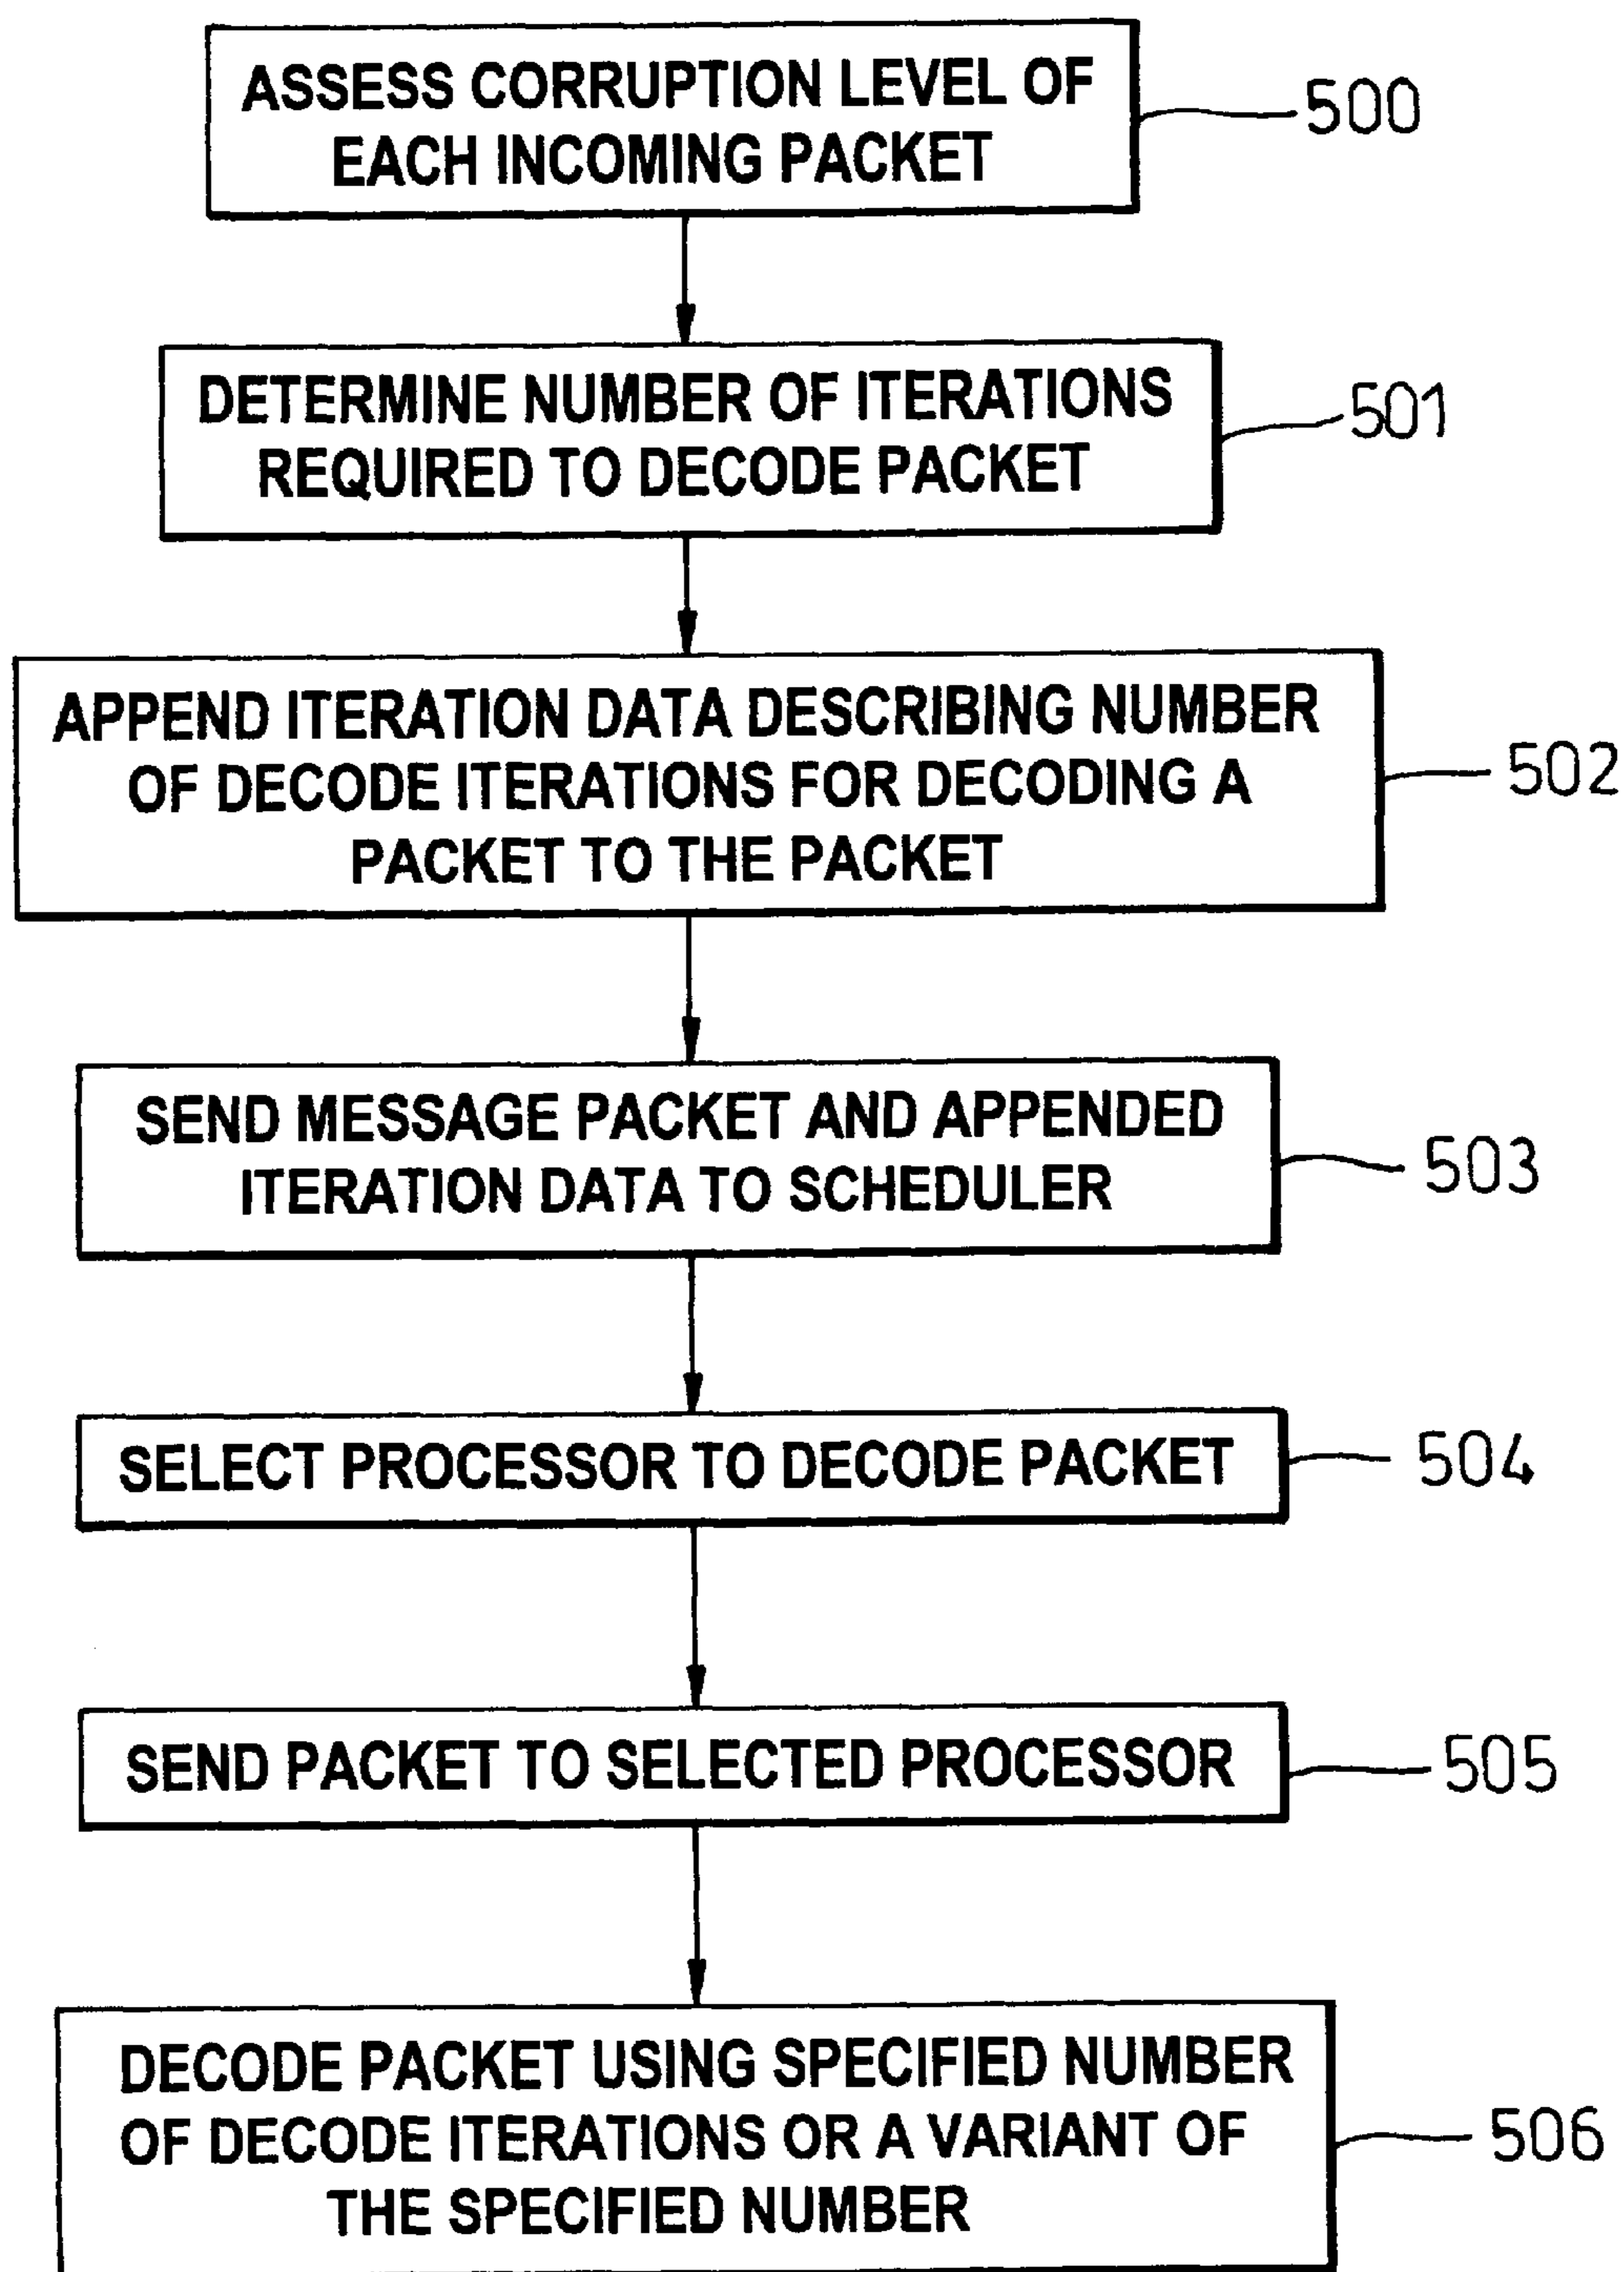 ASSESS CORRUPTION LEVEL OF
EACH INCOMING PACKET
500
DETERMINE NUMBER OF ITERATIONS
REQUIRED TO DECODE PACKET
501
APPEND ITERATION DATA DESCRIBING NUMBER
OF DECODE ITERATIONS FOR DECODING A
PACKET TO THE PACKET
502
SEND MESSAGE PACKET AND APPENDED
ITERATION DATA TO SCHEDULER
503
SELECT PROCESSOR TO DECODE PACKET
504
SEND PACKET TO SELECTED PROCESSOR
505
DECODE PACKET USING SPECIFIED NUMBER
OF DECODE ITERATIONS OR A VARIANT OF
THE SPECIFIED NUMBER
506